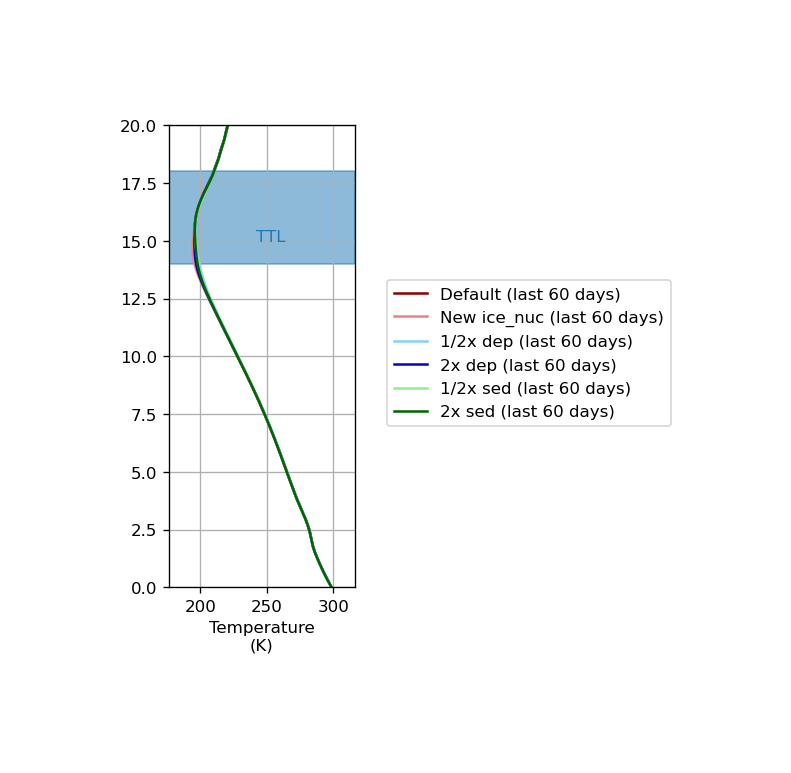 20.0
17.5
15.0
12.5
10.0
7.5
5.0
2.5
0.0
TTL
200 250 300
Temperature
(K)
Default (last 60 days)
New ice_nuc (last 60 days)
1/2x dep (last 60 days)
2x dep (last 60 days)
1/2x sed (last 60 days)
2x sed (last 60 days)